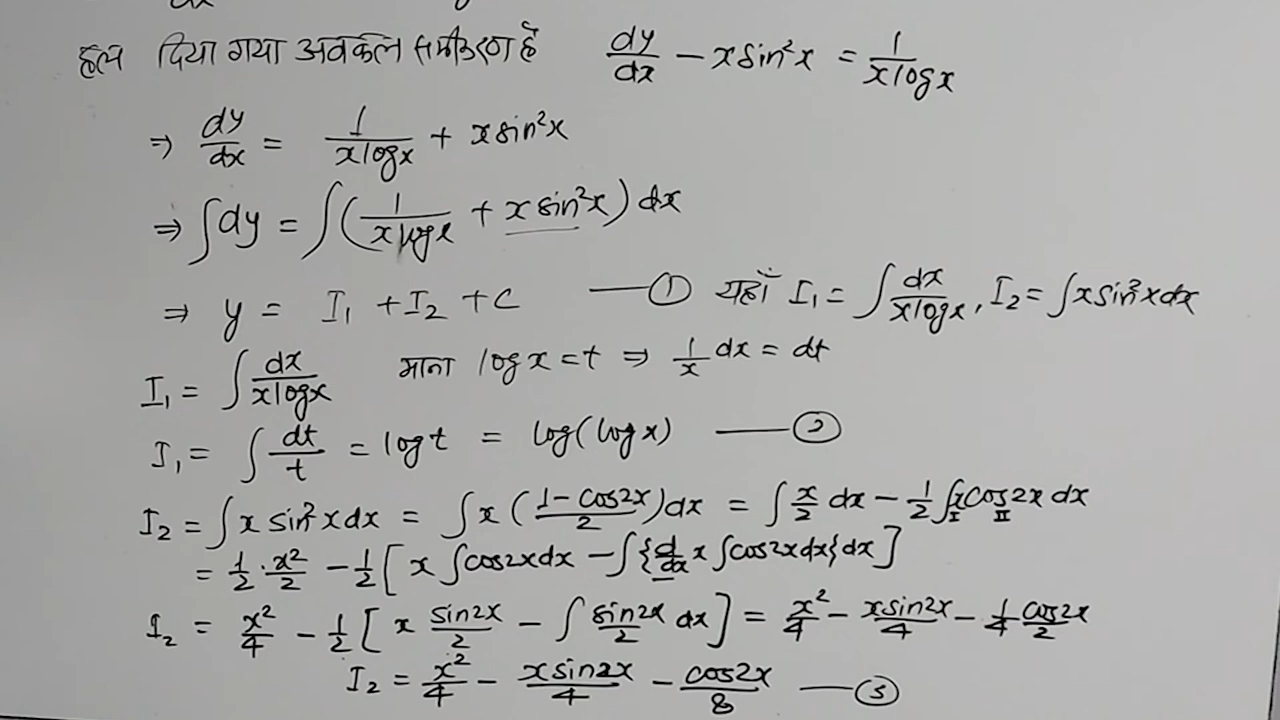 dx
हल दिया गया अवकल समीकरण है dy/dx - x sin²x = 1/(x log x)
⇒ dy/dx = 1/(x log x) + x sin²x
⇒ ∫dy = ∫(1/(x log x) + x sin²x) dx
⇒ y = I₁ + I₂ + C —① यहाँ I₁ = ∫dx/(x log x), I₂ = ∫x sin²x dx
I₁ = ∫dx/(x log x) माना log x = t ⇒ 1/x dx = dt
I₁ = ∫dt/t = log t = log(log x) —②
I₂ = ∫x sin²x dx = ∫x((1-cos2x)/2)dx = ∫x/2 dx - 1/2 ∫x cos2x dx
I II
= 1/2 · x²/2 - 1/2[x ∫cos2x dx - ∫{d/dx x ∫cos2x dx}dx]
I₂ = x²/4 - 1/2[x sin2x/2 - ∫sin2x/2 dx] = x²/4 - x sin2x/4 - 1/4 cos2x/2
I₂ = x²/4 - x sin2x/4 - cos2x/8 —③